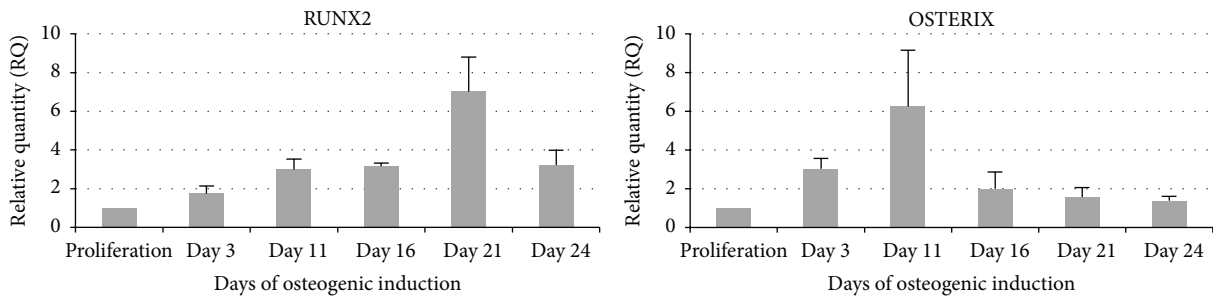 RUNX2
Relative quantity (RQ)
10
8
6
4
2
0
Proliferation Day 3 Day 11 Day 16 Day 21 Day 24
Days of osteogenic induction
OSTERIX
Relative quantity (RQ)
10
8
6
4
2
0
Proliferation Day 3 Day 11 Day 16 Day 21 Day 24
Days of osteogenic induction